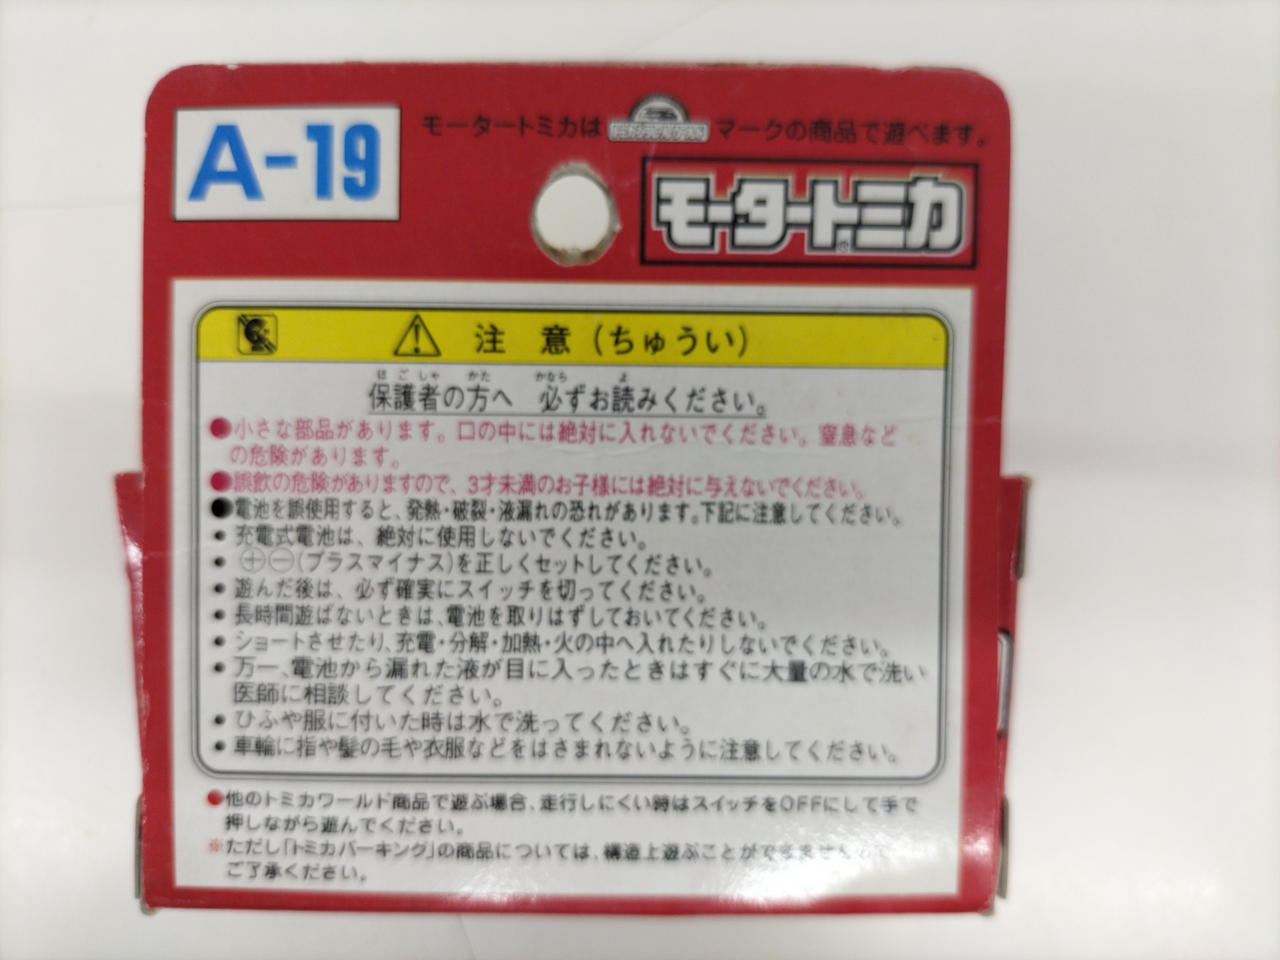 A-19
モータートミカは マークの商品で遊べます。
モータートミカ
注 意 (ちゅうい)
保護者の方へ 必ずお読みください。
ほごしゃ かた かなら よ
●小さな部品があります。口の中には絶対に入れないでください。窒息など
の危険があります。
●誤飲の危険がありますので、3才未満のお子様には絶対に与えないでください。
●電池を誤使用すると、発熱・破裂・液漏れの恐れがあります。下記に注意してください。
・充電式電池は、絶対に使用しないでください。
・⊕⊖(プラスマイナス)を正しくセットしてください。
・遊んだ後は、必ず確実にスイッチを切ってください。
・長時間遊ばないときは、電池を取りはずしておいてください。
・ショートさせたり、充電・分解・加熱・火の中へ入れたりしないでください。
・万一、電池から漏れた液が目に入ったときはすぐに大量の水で洗い
医師に相談してください。
・ひふや服に付いた時は水で洗ってください。
・車輪に指や髪の毛や衣服などをはさまれないように注意してください。
●他のトミカワールド商品で遊ぶ場合、走行しにくい時はスイッチをOFFにして手で
押しながら遊んでください。
※ただし「トミカパーキング」の商品については、構造上遊ぶことができませんので
ご了承ください。